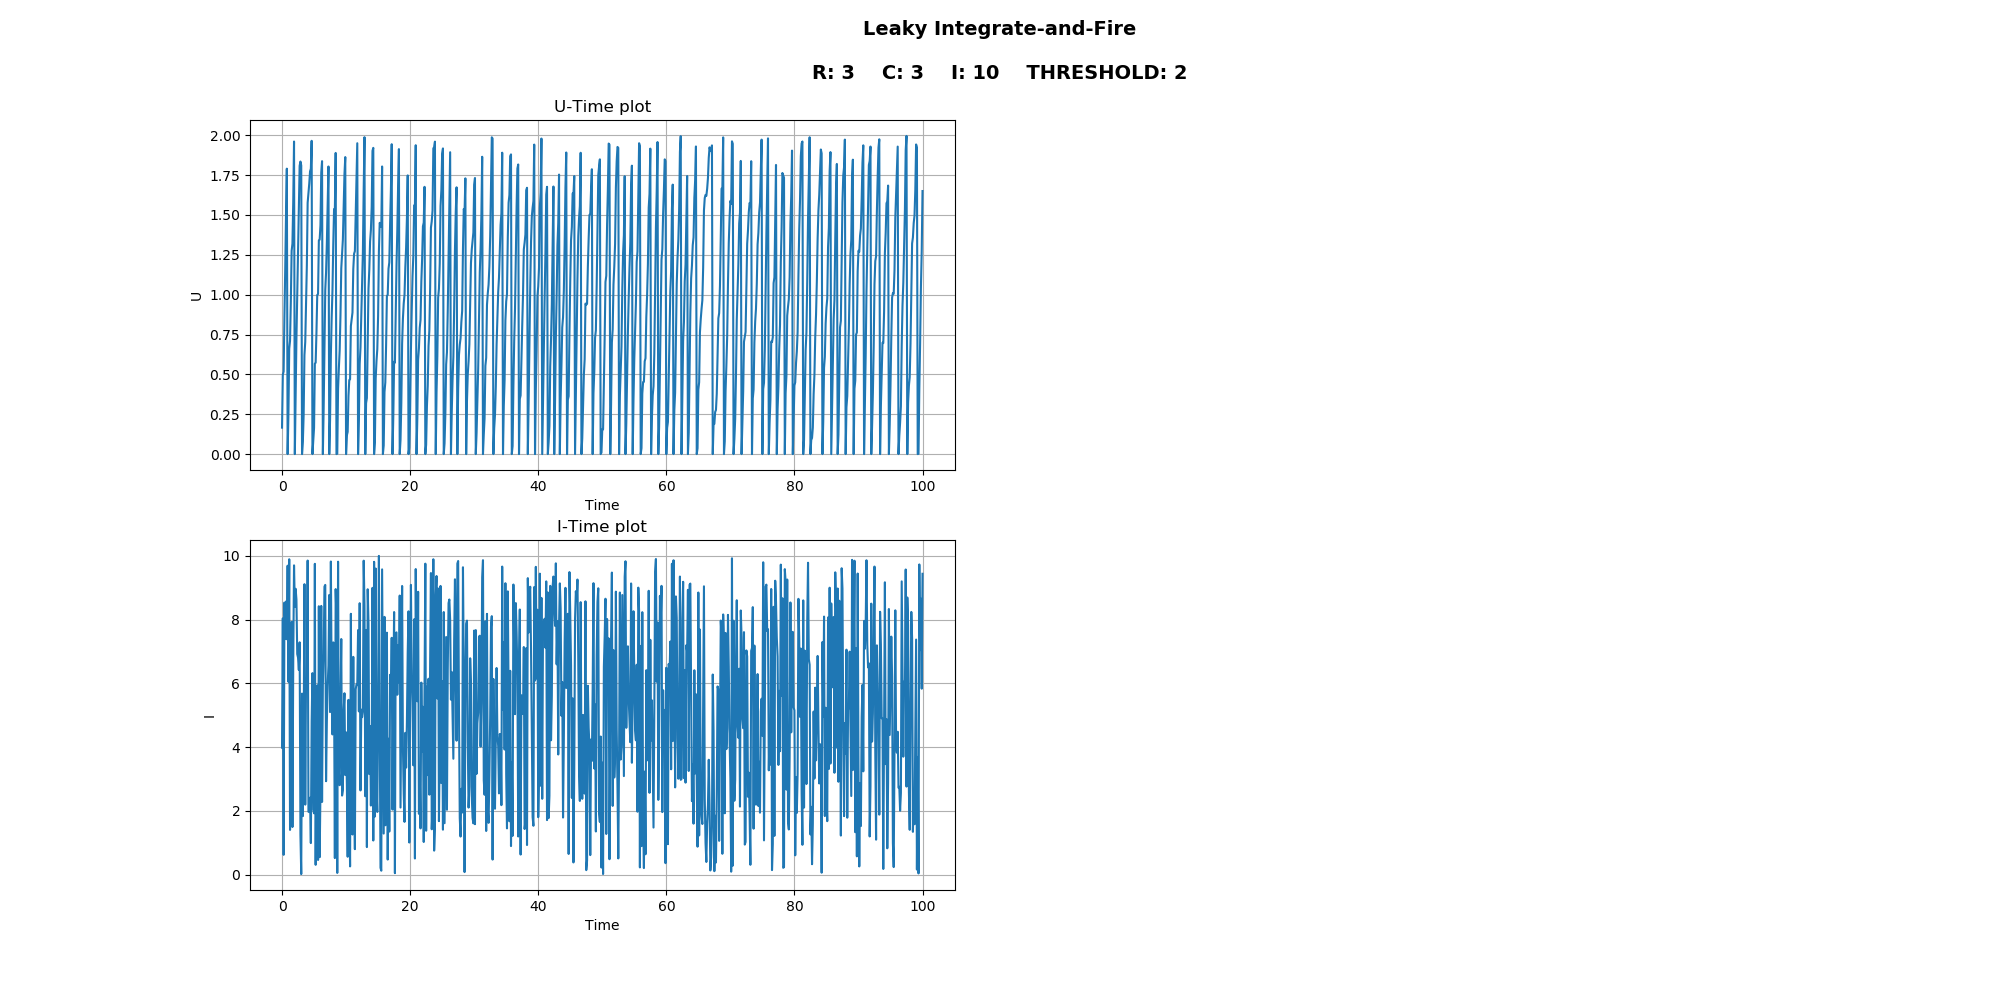 Leaky Integrate-and-Fire
R: 3    C: 3    I: 10    THRESHOLD: 2
U-Time plot
2.00
1.75
1.50
1.25
1.00
0.75
0.50
0.25
0.00
U
0 20 40 60 80 100
Time
I-Time plot
10
8
6
4
2
0
I
0 20 40 60 80 100
Time